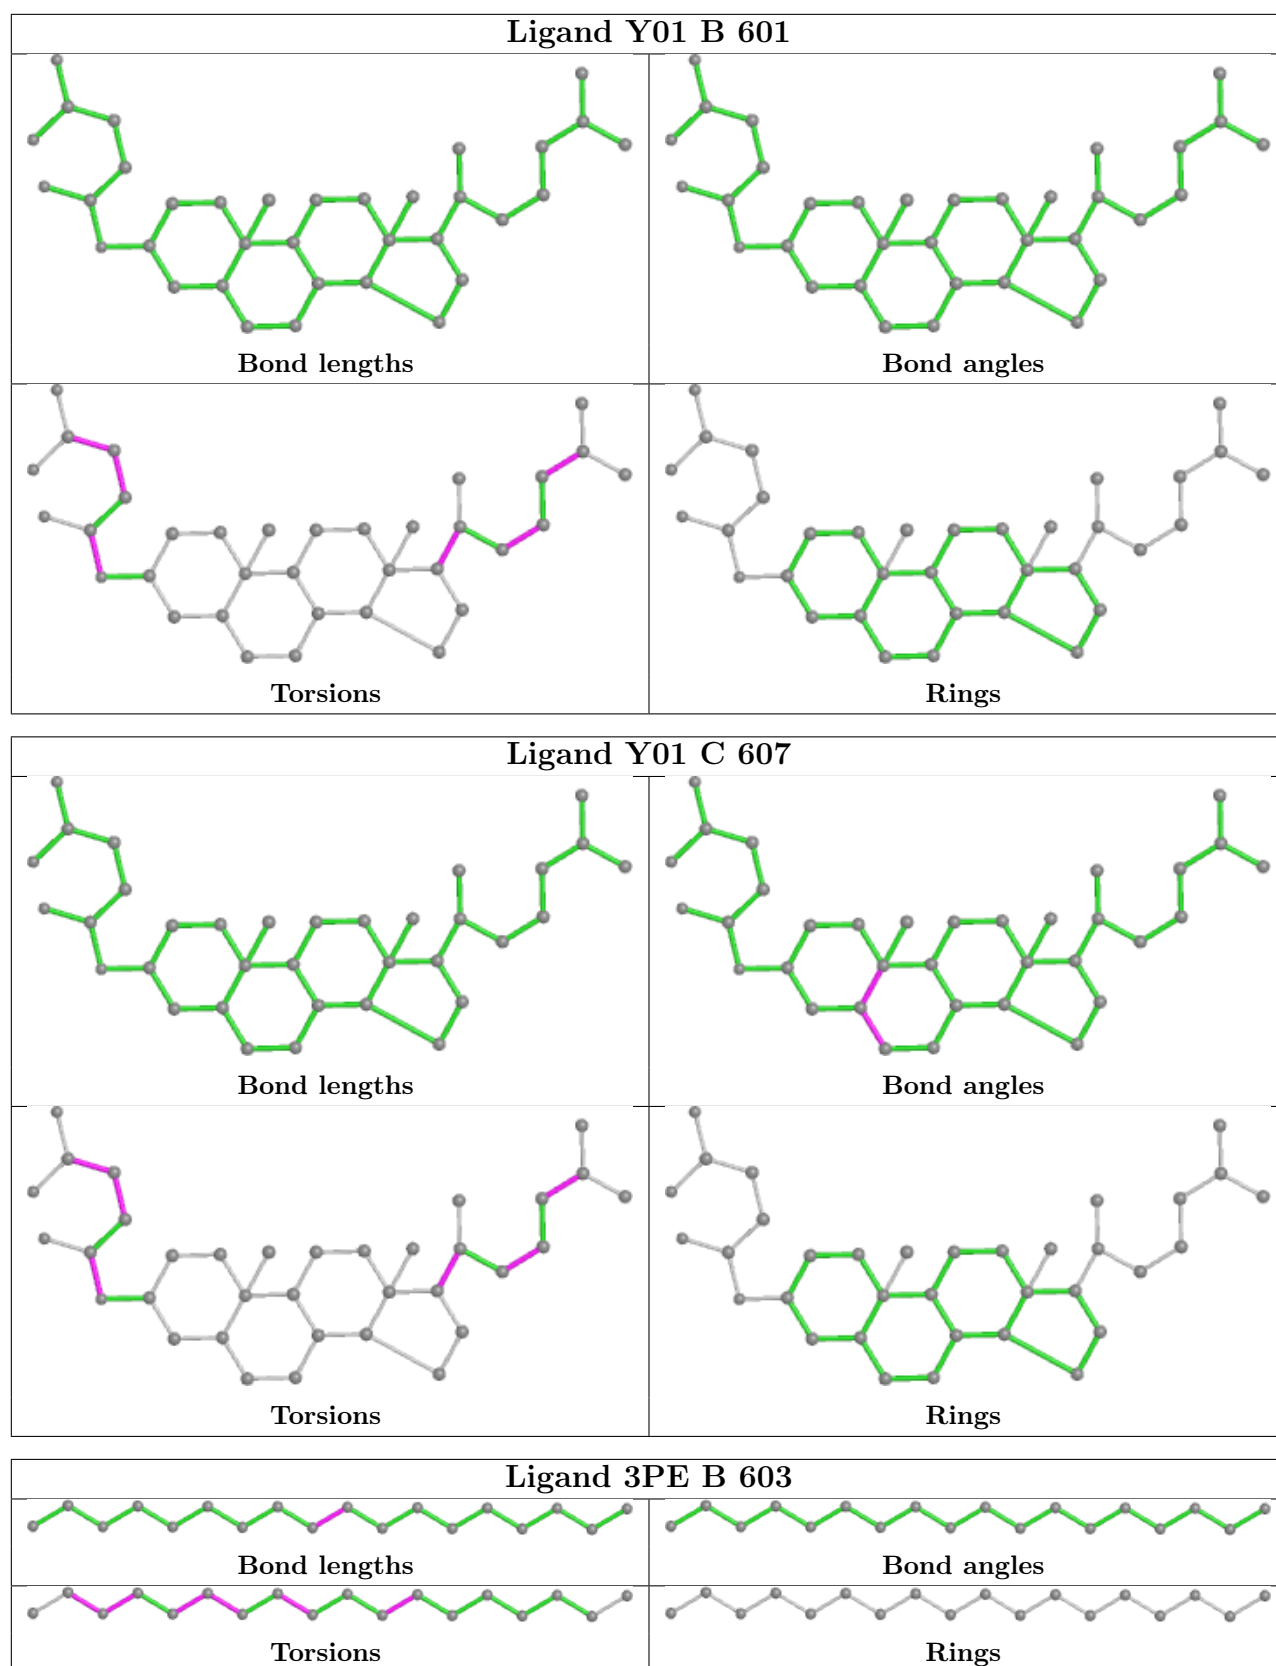 Ligand Y01 B 601
Bond lengths
Bond angles
Torsions
Rings
Ligand Y01 C 607
Bond lengths
Bond angles
Torsions
Rings
Ligand 3PE B 603
Bond lengths
Bond angles
Torsions
Rings